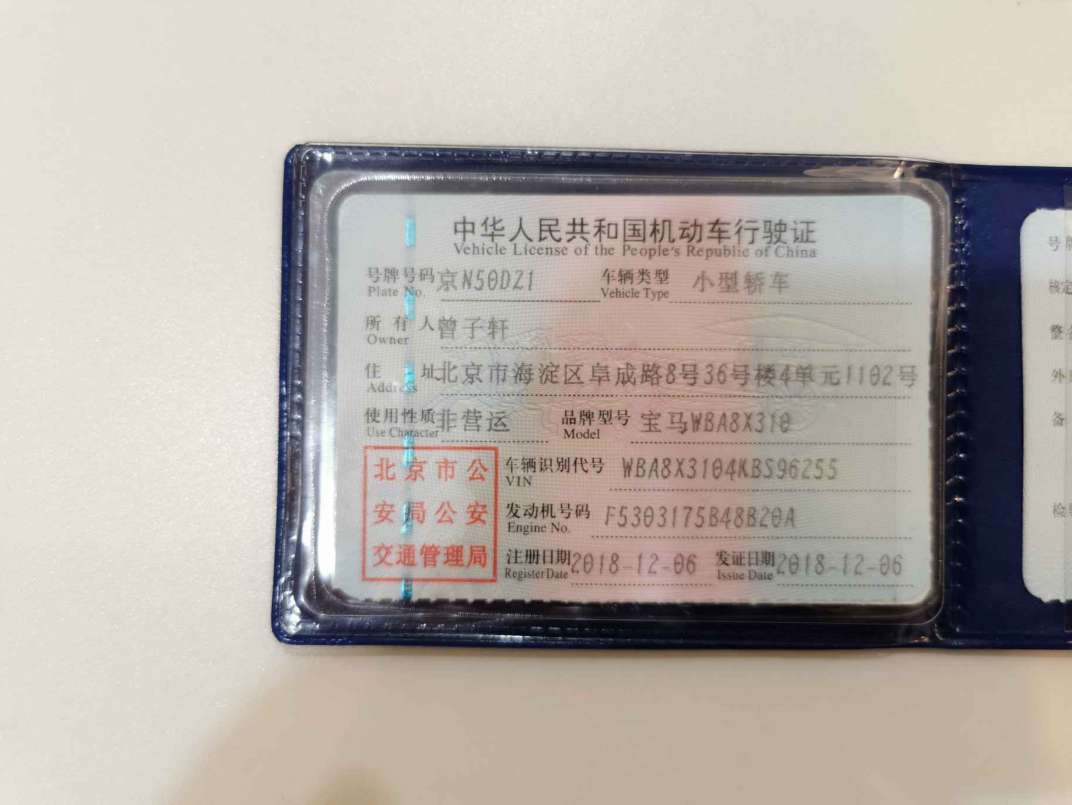 中华人民共和国机动车行驶证
Vehicle License of the People's Republic of China
号牌号码 京N50DZ1 车辆类型 小型轿车
Plate No. Vehicle Type
所有人 曾子轩
Owner
住址 北京市海淀区阜成路8号36号楼4单元1102号
Address
使用性质 非营运 品牌型号 宝马WBA8X310
Use Character Model
北京市公
安局公安
交通管理局
车辆识别代号 WBA8X3104KBS96255
VIN
发动机号码 F5303175B48B20A
Engine No.
注册日期 2018-12-06 发证日期 2018-12-06
Register Date Issue Date
号
核定
整
外
备
检